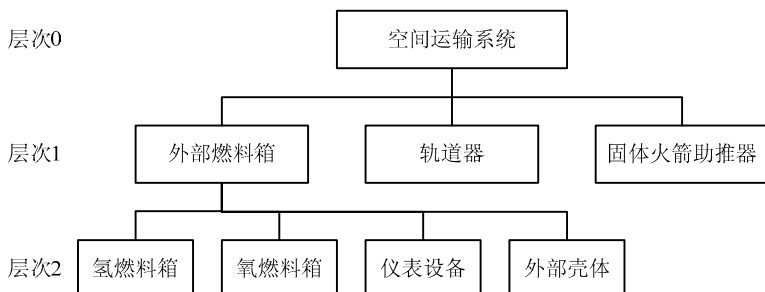 层次0
空间运输系统
层次1
外部燃料箱
轨道器
固体火箭助推器
层次2
氢燃料箱
氧燃料箱
仪表设备
外部壳体